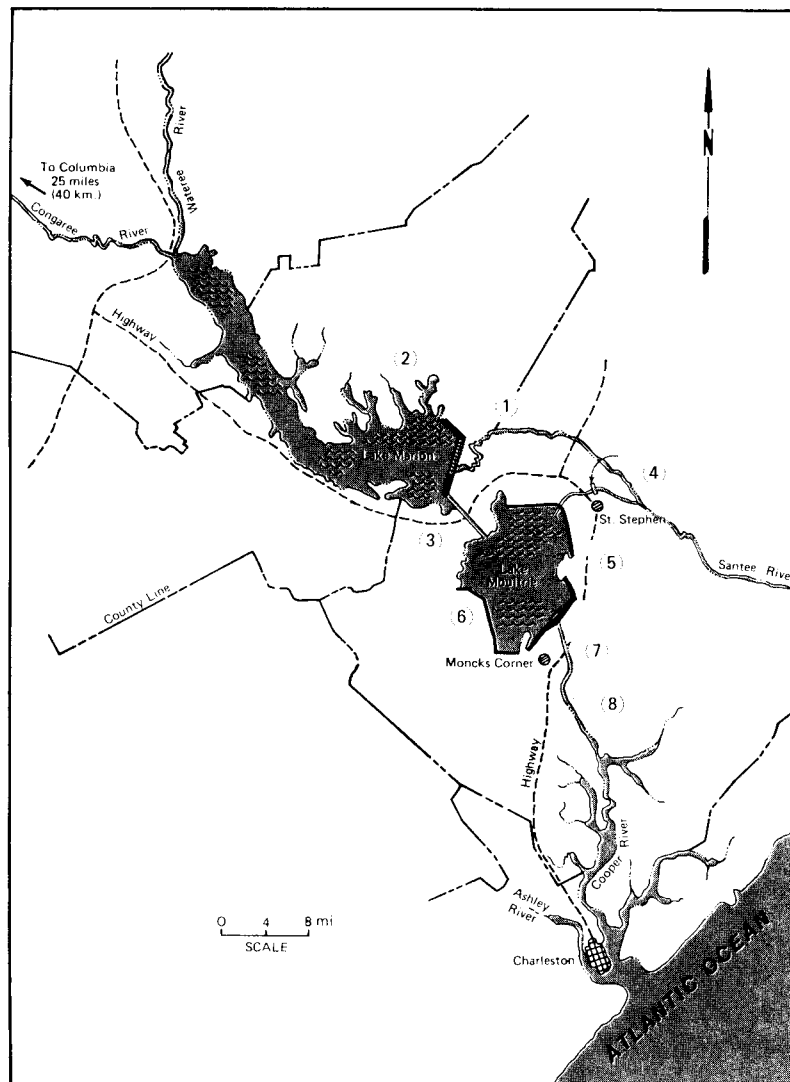 N
Wateree
River
To Columbia
25 miles
(40 km.)
Congaree
River
Highway
(2)
(1)
Lake Marion
(4)
St. Stephen
(3)
(5)
Santee River
Lake
Moultrie
County Line
(6)
(7)
Moncks Corner
(8)
Highway
Cooper River
Ashley
River
0 4 8 mi
SCALE
Charleston
ATLANTIC OCEAN